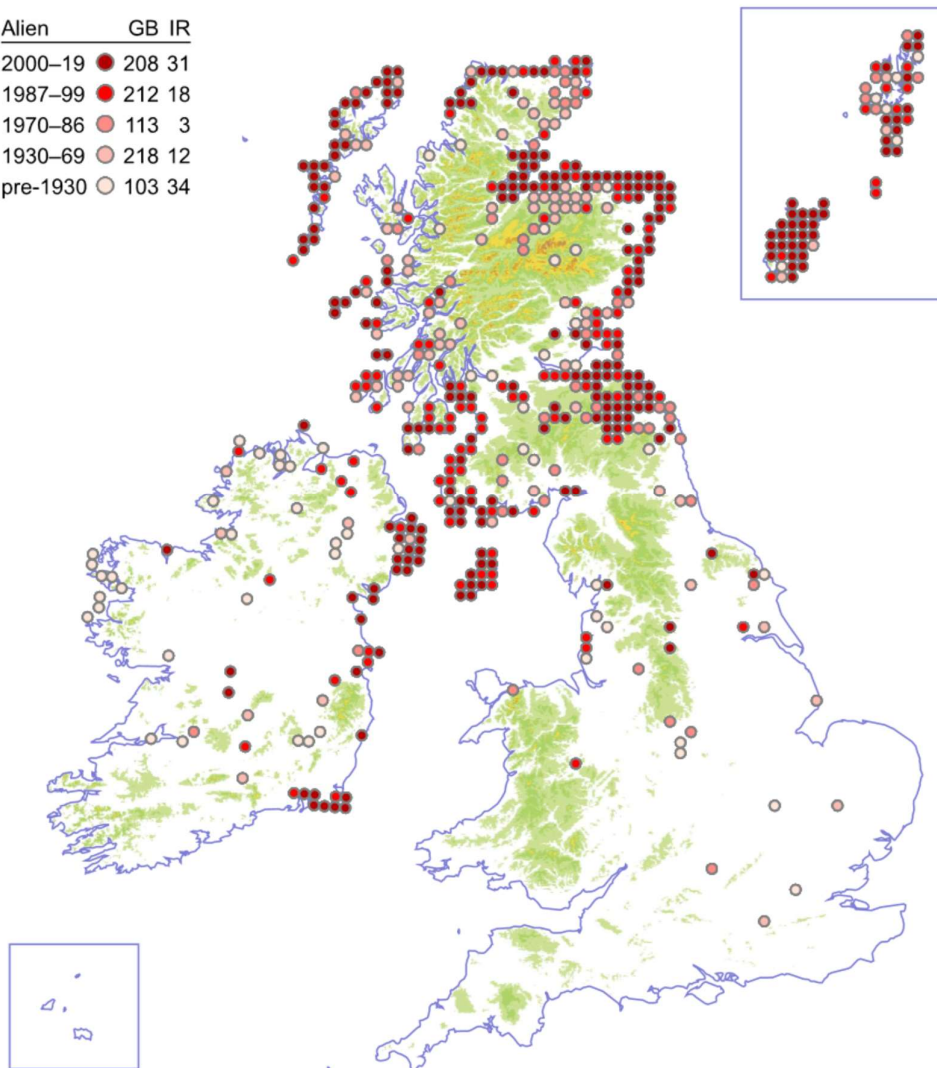 Alien GB IR
2000–19 208 31
1987–99 212 18
1970–86 113 3
1930–69 218 12
pre-1930 103 34